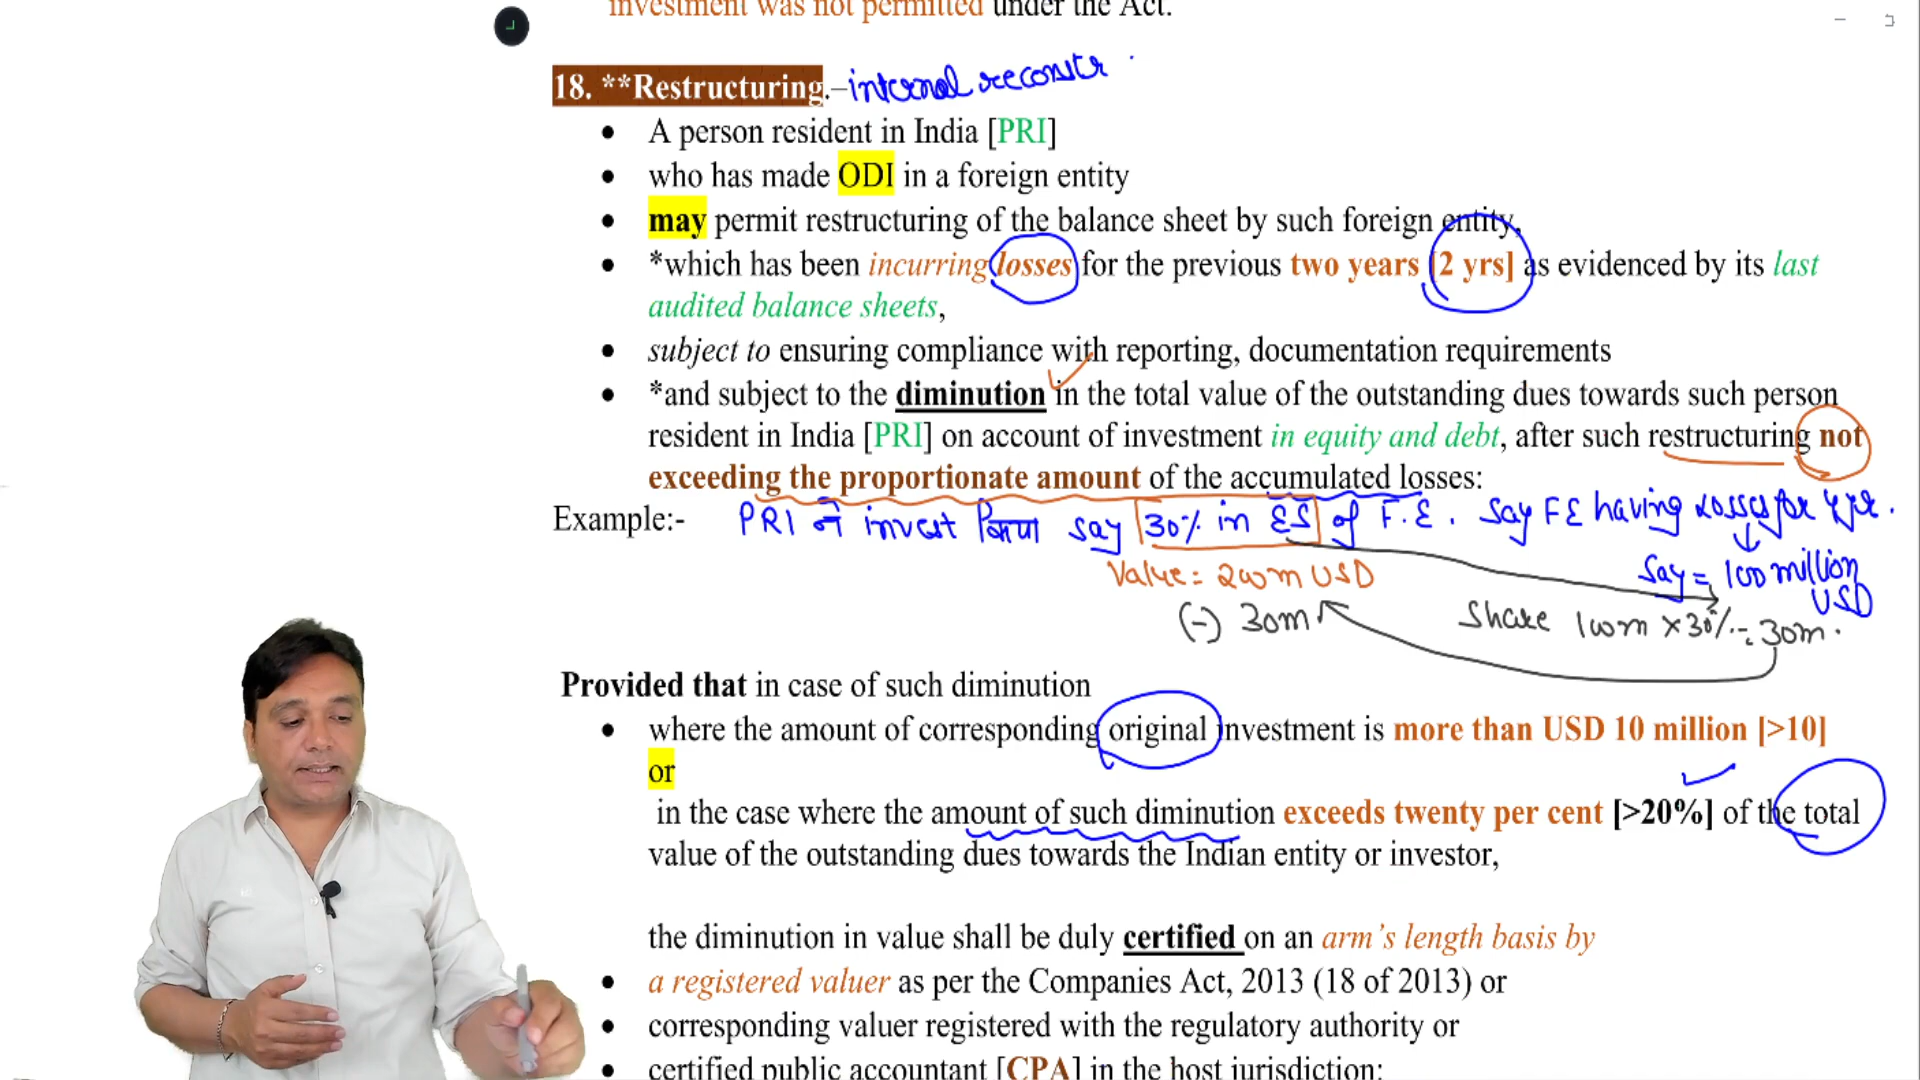 investment was not permitted under the Act.
18. **Restructuring.– internal reconstr
• A person resident in India [PRI]
• who has made ODI in a foreign entity
• may permit restructuring of the balance sheet by such foreign entity,
• *which has been incurring losses for the previous two years [2 yrs] as evidenced by its last
audited balance sheets,
• subject to ensuring compliance with reporting, documentation requirements
• *and subject to the diminution in the total value of the outstanding dues towards such person
resident in India [PRI] on account of investment in equity and debt, after such restructuring not
exceeding the proportionate amount of the accumulated losses:
Example:- PRI ने invest किया say 30% in ES of F.E. Say FE having losses for
Value = 200m USD
Say = 100 million
USD
(-) 30m
Share 100m × 30% = 30m.
Provided that in case of such diminution
• where the amount of corresponding original investment is more than USD 10 million [>10]
or
in the case where the amount of such diminution exceeds twenty per cent [>20%] of the total
value of the outstanding dues towards the Indian entity or investor,
the diminution in value shall be duly certified on an arm’s length basis by
• a registered valuer as per the Companies Act, 2013 (18 of 2013) or
• corresponding valuer registered with the regulatory authority or
• certified public accountant [CPA] in the host jurisdiction: